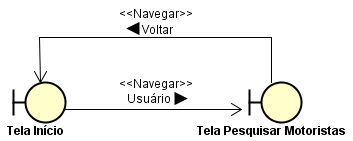 <<Navegar>>
Voltar
<<Navegar>>
Usuário
Tela Início
Tela Pesquisar Motoristas